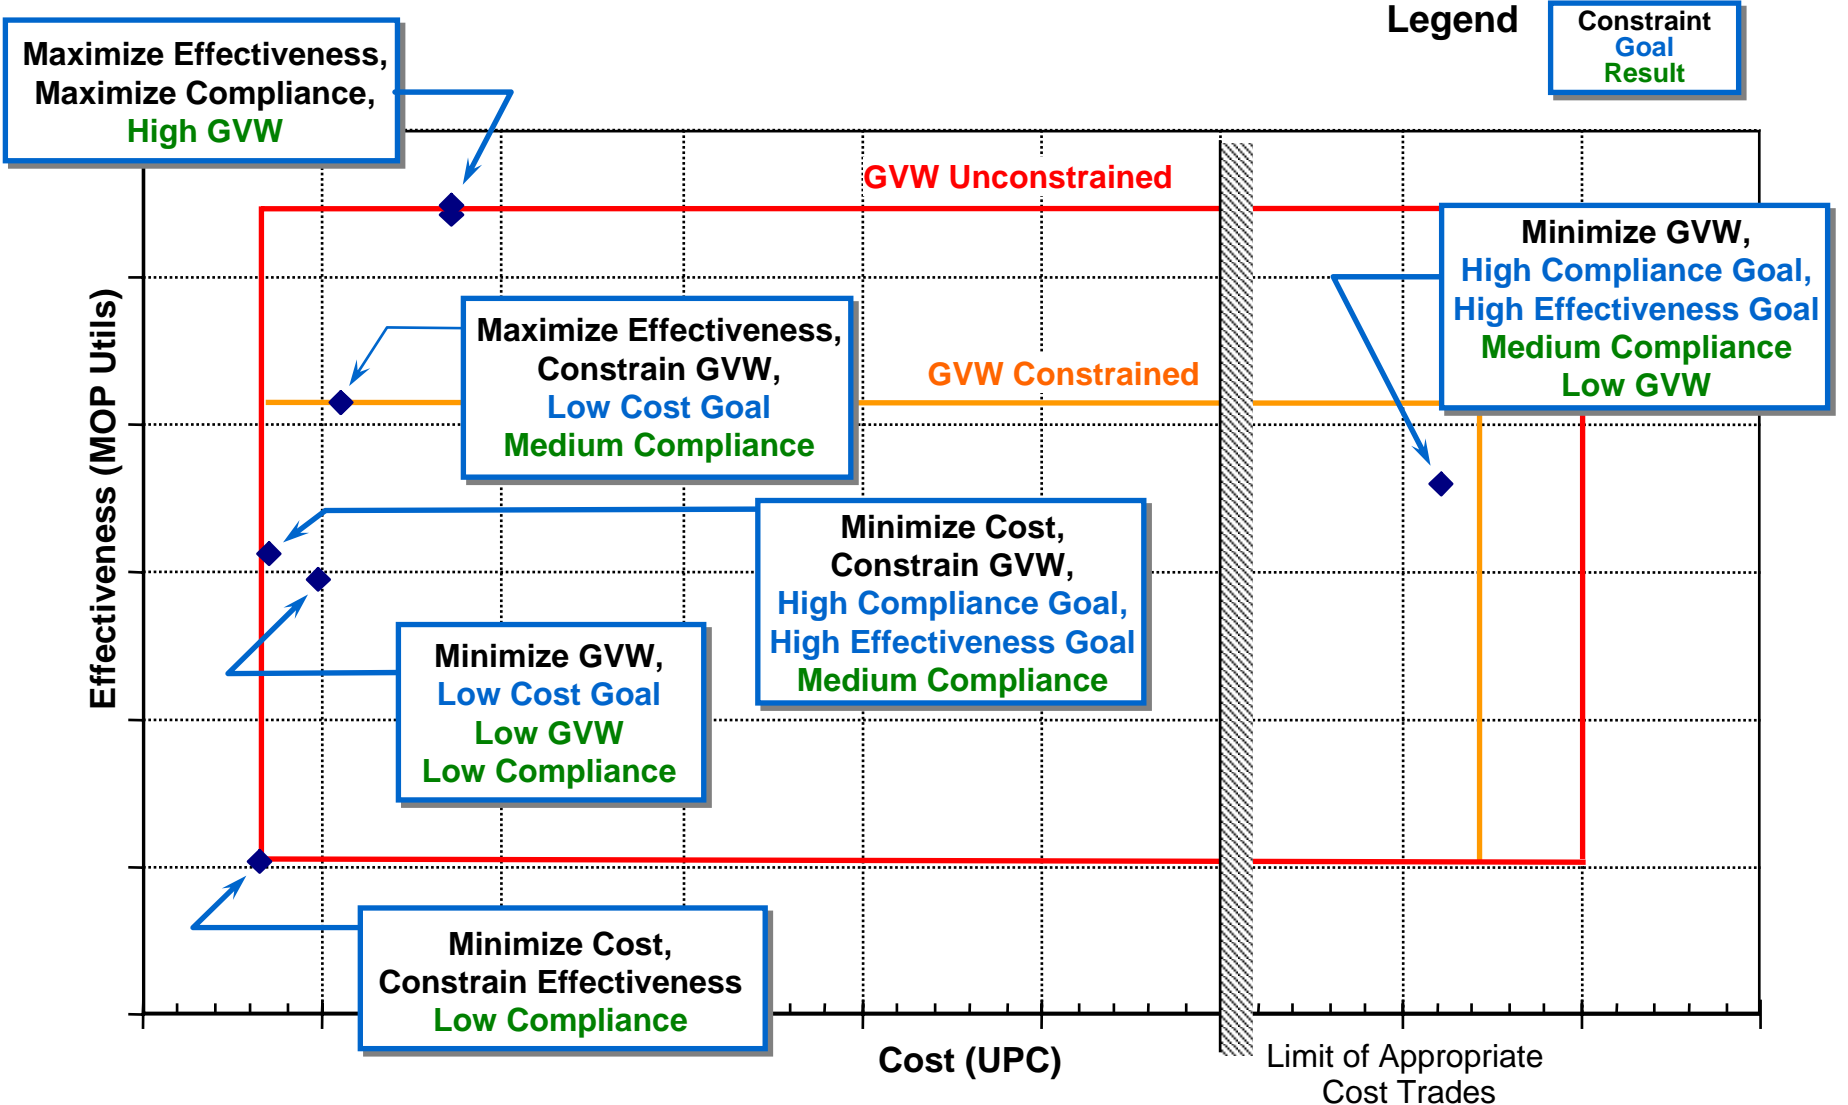 Legend
Constraint
Goal
Result
Maximize Effectiveness,
Maximize Compliance,
High GVW
GVW Unconstrained
Minimize GVW,
High Compliance Goal,
High Effectiveness Goal
Medium Compliance
Low GVW
Maximize Effectiveness,
Constrain GVW,
Low Cost Goal
Medium Compliance
GVW Constrained
Effectiveness (MOP Utils)
Minimize Cost,
Constrain GVW,
High Compliance Goal,
High Effectiveness Goal
Medium Compliance
Minimize GVW,
Low Cost Goal
Low GVW
Low Compliance
Minimize Cost,
Constrain Effectiveness
Low Compliance
Cost (UPC)
Limit of Appropriate
Cost Trades